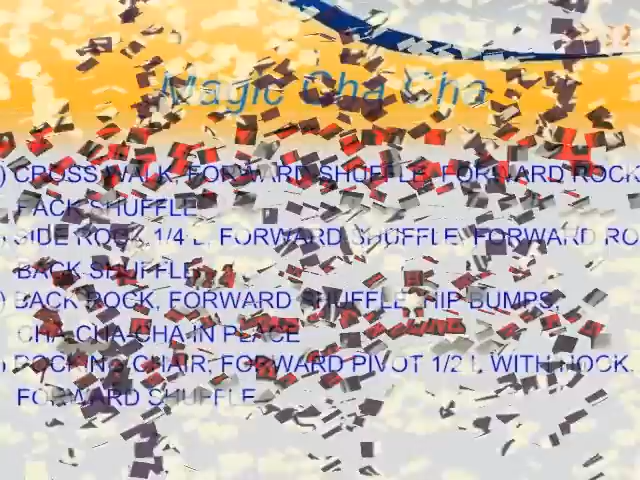 Magic Cha Cha
) CROSS WALK, FORWARD SHUFFLE, FORWARD ROCK
BACK SHUFFLE
) SIDE ROCK, 1/4 L, FORWARD SHUFFLE, FORWARD RO
BACK SHUFFLE
) BACK ROCK, FORWARD SHUFFLE, HIP BUMPS,
CHA-CHA-CHA IN PLACE
) ROCKING CHAIR, FORWARD PIVOT 1/2 L WITH HOOK,
FORWARD SHUFFLE